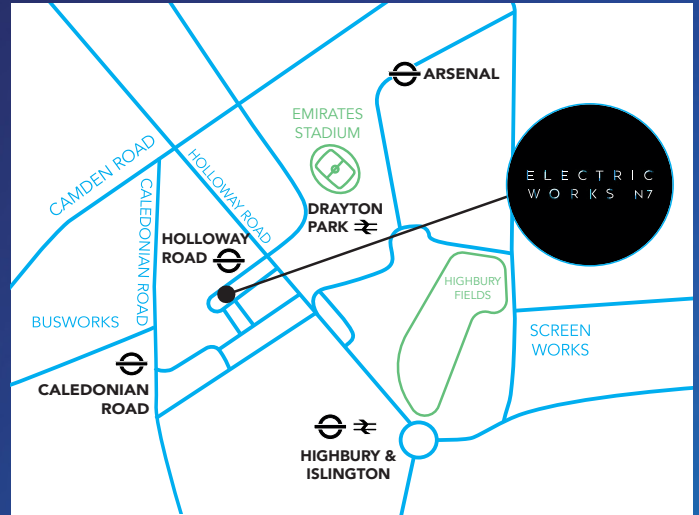 ARSENAL
EMIRATES
STADIUM
ELECTRIC
WORKS N7
CAMDEN ROAD
HOLLOWAY ROAD
CALEDONIAN ROAD
DRAYTON
PARK
HOLLOWAY
ROAD
HIGHBURY
FIELDS
BUSWORKS
SCREEN
WORKS
CALEDONIAN
ROAD
HIGHBURY &
ISLINGTON